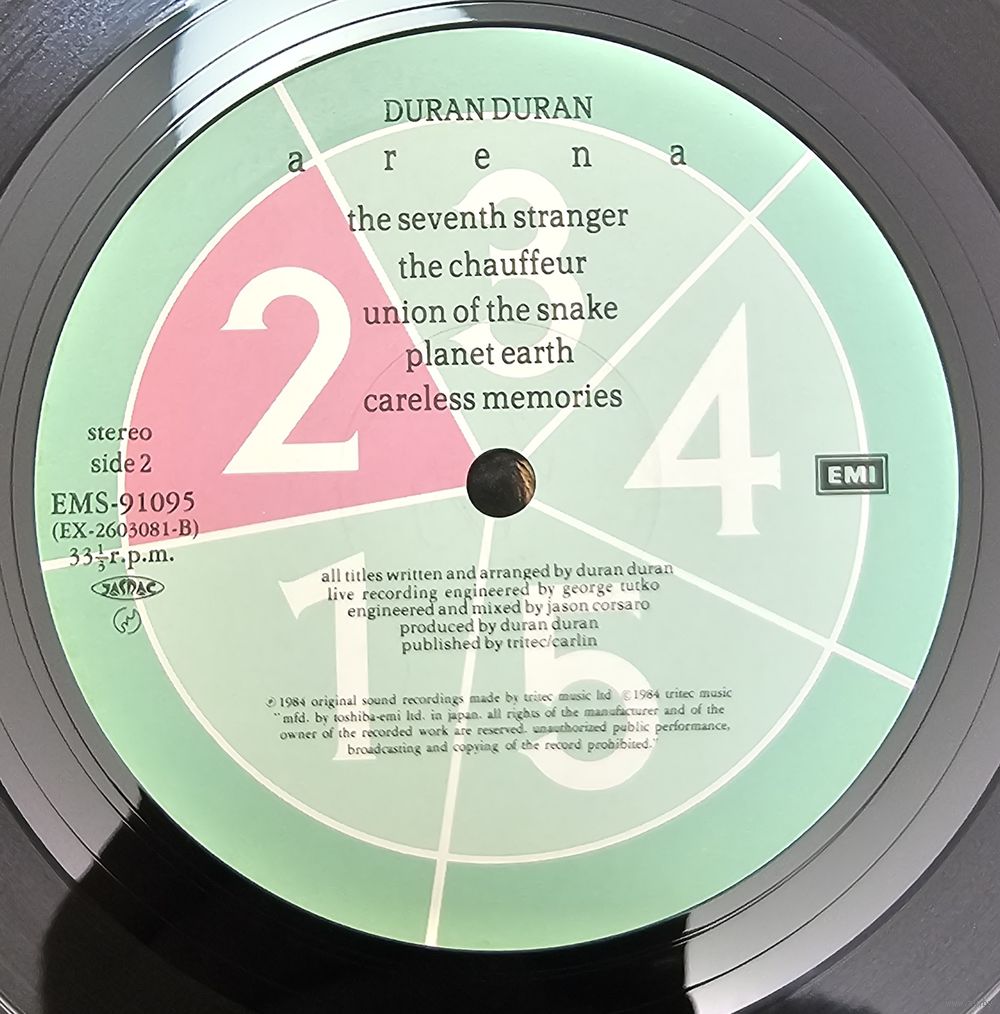 DURAN DURAN
a r e n a
the seventh stranger
the chauffeur
union of the snake
planet earth
careless memories
3
2
4
1
5
stereo
side 2
EMS-91095
(EX-2603081-B)
33⅓r.p.m.
JASRAC
EMI
all titles written and arranged by duran duran
live recording engineered by george tutko
engineered and mixed by jason corsaro
produced by duran duran
published by tritec/carlin
℗ 1984 original sound recordings made by tritec music ltd ©1984 tritec music
"mfd. by toshiba-emi ltd. in japan. all rights of the manufacturer and of the
owner of the recorded work are reserved. unauthorized public performance,
broadcasting and copying of the record prohibited."